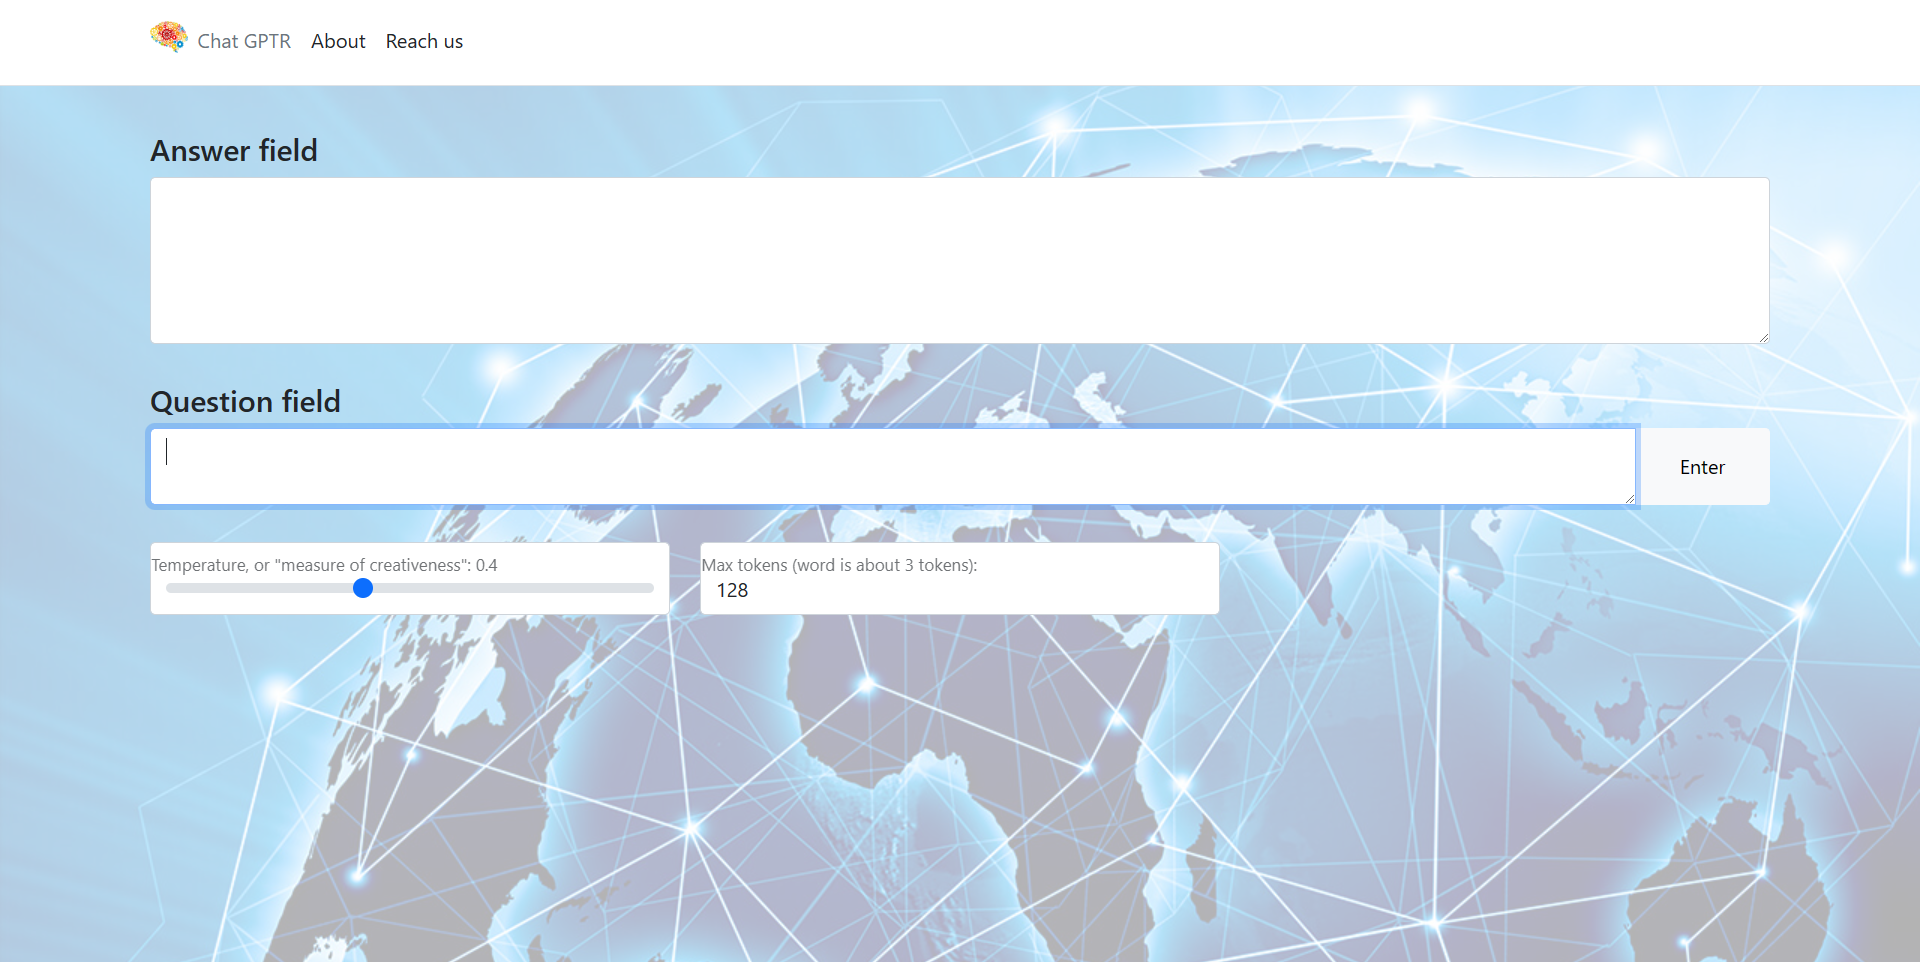 Chat GPTR About Reach us
Answer field
Question field
Enter
Temperature, or "measure of creativeness": 0.4
Max tokens (word is about 3 tokens):
128